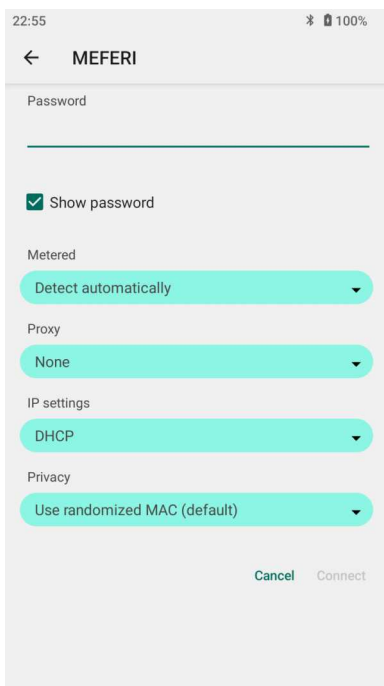 22:55 100%
MEFERI
Password
Show password
Metered
Detect automatically
Proxy
None
IP settings
DHCP
Privacy
Use randomized MAC (default)
Cancel Connect